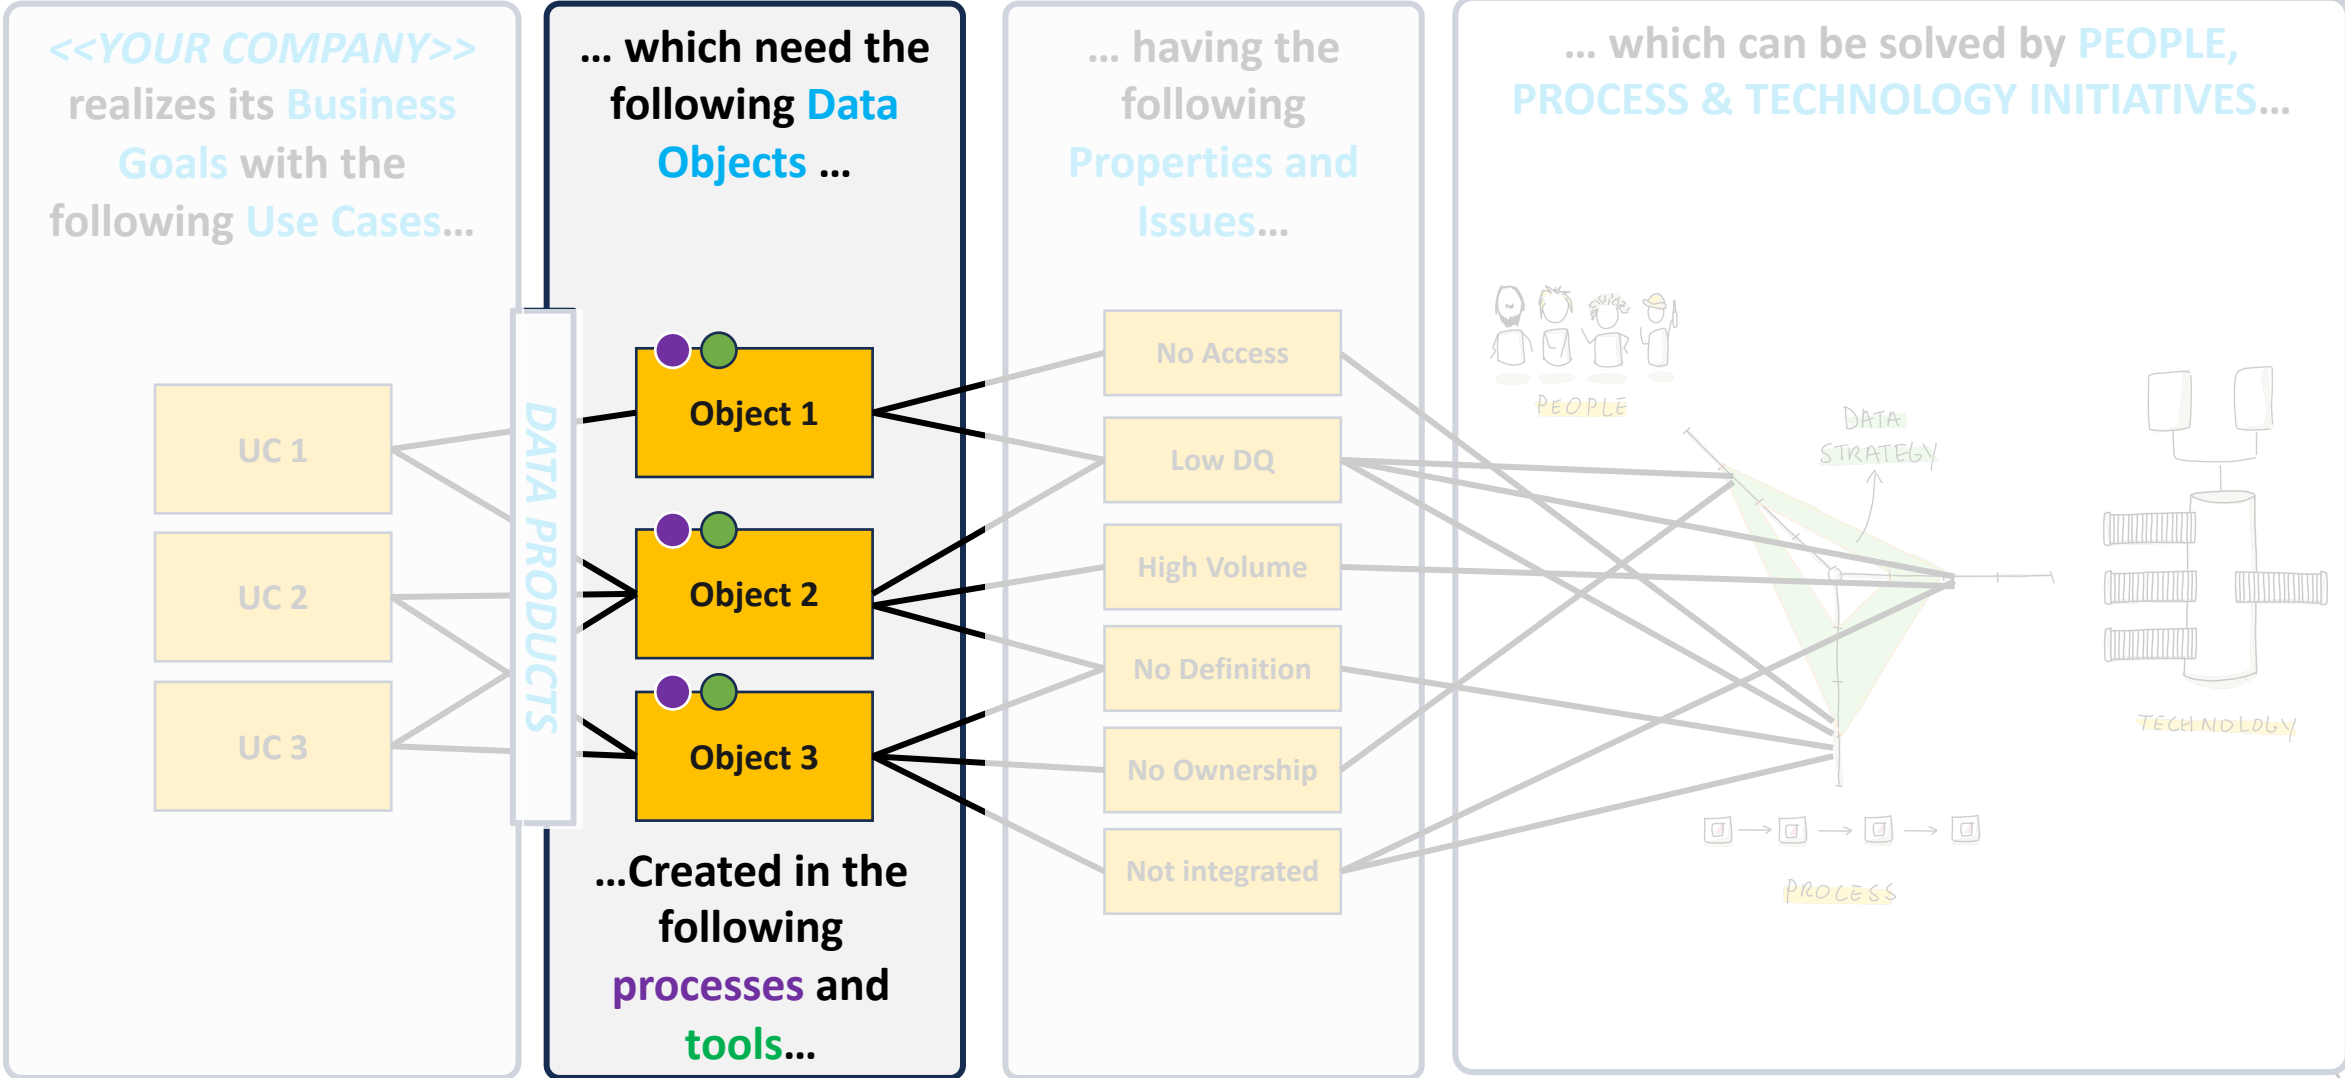 <<YOUR COMPANY>>
realizes its Business
Goals with the
following Use Cases...
UC 1
UC 2
UC 3
DATA PRODUCTS
... which need the
following Data
Objects ...
Object 1
Object 2
Object 3
...Created in the
following
processes and
tools...
... having the
following
Properties and
Issues...
No Access
Low DQ
High Volume
No Definition
No Ownership
Not integrated
... which can be solved by PEOPLE,
PROCESS & TECHNOLOGY INITIATIVES...
PEOPLE
DATA
STRATEGY
TECHNOLOGY
PROCESS